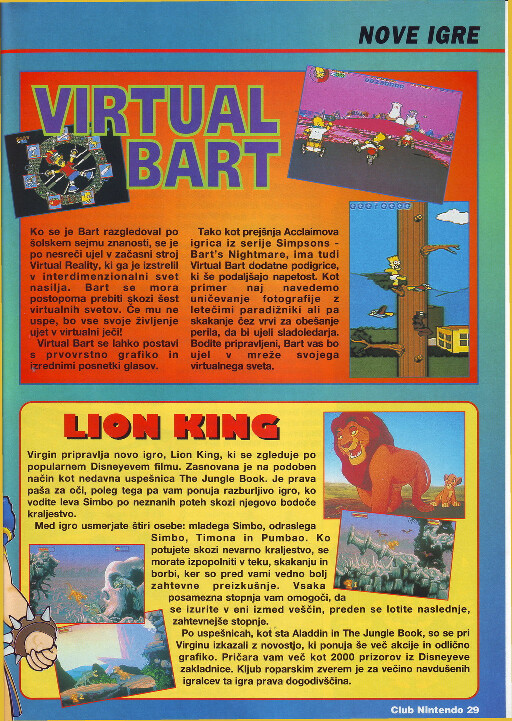 NOVE IGRE
VIRTUAL
BART
Ko se je Bart razgledoval po
šolskem sejmu znanosti, se je
po nesreči ujel v začasni stroj
Virtual Reality, ki ga je izstrelil
v interdimenzionalni svet
nasilja. Bart se mora
postopoma prebiti skozi šest
virtualnih svetov. Če mu ne
uspe, bo vse svoje življenje
ujet v virtualni ječi!
Virtual Bart se lahko postavi
s prvovrstno grafiko in
izrednimi posnetki glasov.
Tako kot prejšnja Acclaimova
igrica iz serije Simpsons -
Bart's Nightmare, ima tudi
Virtual Bart dodatne podigrice,
ki še podaljšajo napetost. Kot
primer naj navedemo
uničevanje fotografije z
letečimi paradižniki ali pa
skakanje čez vrvi za obešanje
perila, da bi ujeli sladoledarja.
Bodite pripravljeni, Bart vas bo
ujel v mreže svojega
virtualnega sveta.
LION KING
Virgin pripravlja novo igro, Lion King, ki se zgleduje po
popularnem Disneyevem filmu. Zasnovana je na podoben
način kot nedavna uspešnica The Jungle Book. Je prava
paša za oči, poleg tega pa vam ponuja razburljivo igro, ko
vodite leva Simbo po neznanih poteh skozi njegovo bodoče
kraljestvo.
Med igro usmerjate štiri osebe: mladega Simbo, odraslega
Simbo, Timona in Pumbao. Ko
potujete skozi nevarno kraljestvo, se
morate izpopolniti v teku, skakanju in
borbi, ker so pred vami vedno bolj
zahtevne preizkušnje. Vsaka
posamezna stopnja vam omogoči, da
se izurite v eni izmed veščin, preden se lotite naslednje,
zahtevnejše stopnje.
Po uspešnicah, kot sta Aladdin in The Jungle Book, so se pri
Virginu izkazali z novostjo, ki ponuja še več akcije in odlično
grafiko. Pričara vam več kot 2000 prizorov iz Disneyeve
zakladnice. Kljub roparskim zverem je za večino navdušenih
igralcev ta igra prava dogodivščina.
Club Nintendo 29